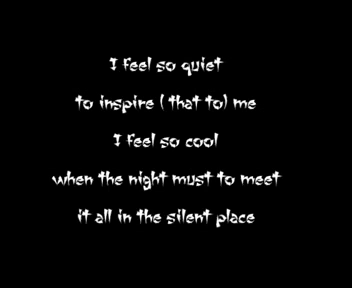 I feel so quiet
to inspire ( that to) me
I feel so cool
when the night must to meet
it all in the silent place